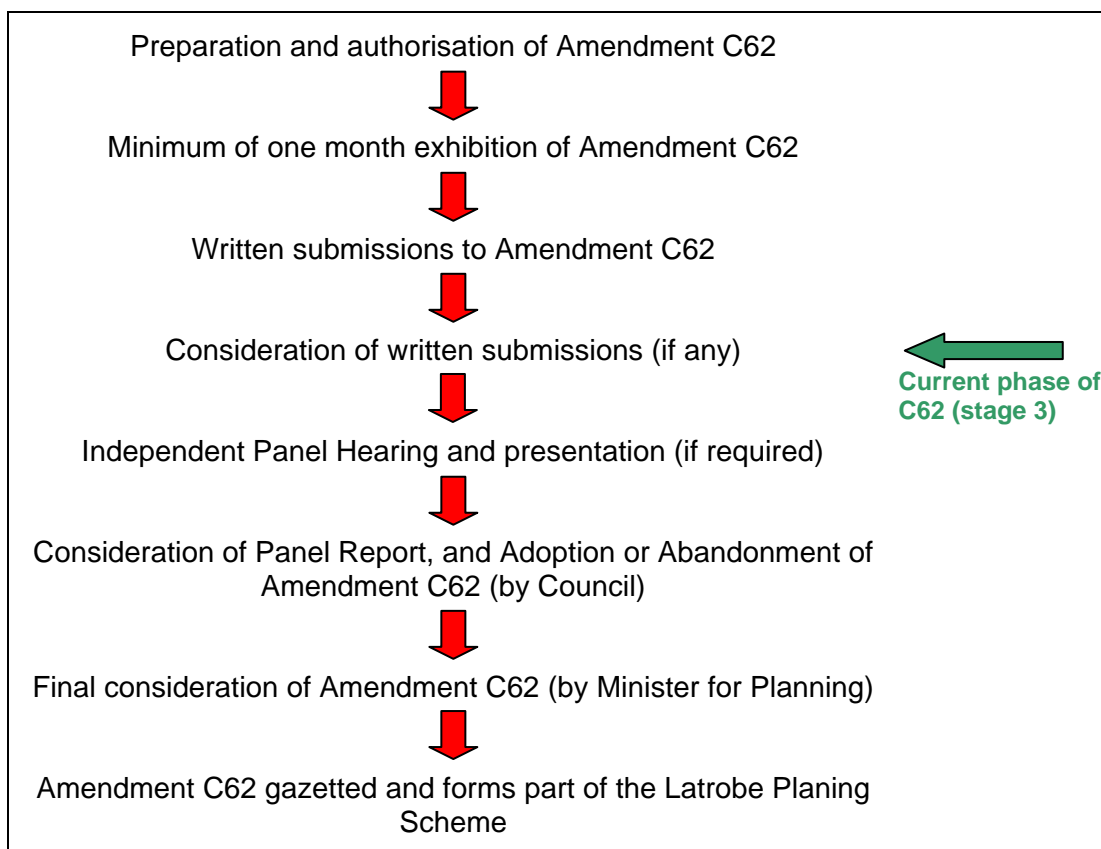 Preparation and authorisation of Amendment C62
Minimum of one month exhibition of Amendment C62
Written submissions to Amendment C62
Consideration of written submissions (if any)
Current phase of
C62 (stage 3)
Independent Panel Hearing and presentation (if required)
Consideration of Panel Report, and Adoption or Abandonment of
Amendment C62 (by Council)
Final consideration of Amendment C62 (by Minister for Planning)
Amendment C62 gazetted and forms part of the Latrobe Planing
Scheme